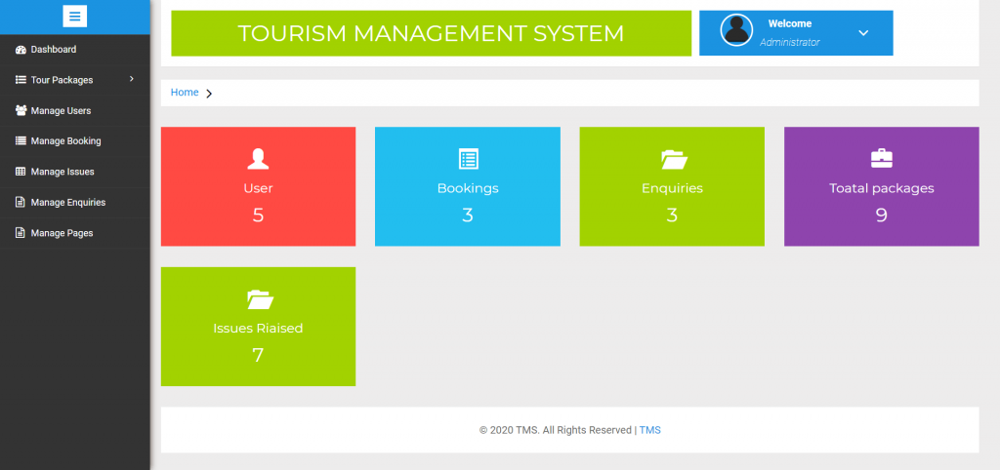 TOURISM MANAGEMENT SYSTEM
Welcome
Administrator
Dashboard
Tour Packages
Manage Users
Manage Booking
Manage Issues
Manage Enquiries
Manage Pages
Home
User
5
Bookings
3
Enquiries
3
Toatal packages
9
Issues Riaised
7
© 2020 TMS. All Rights Reserved | TMS